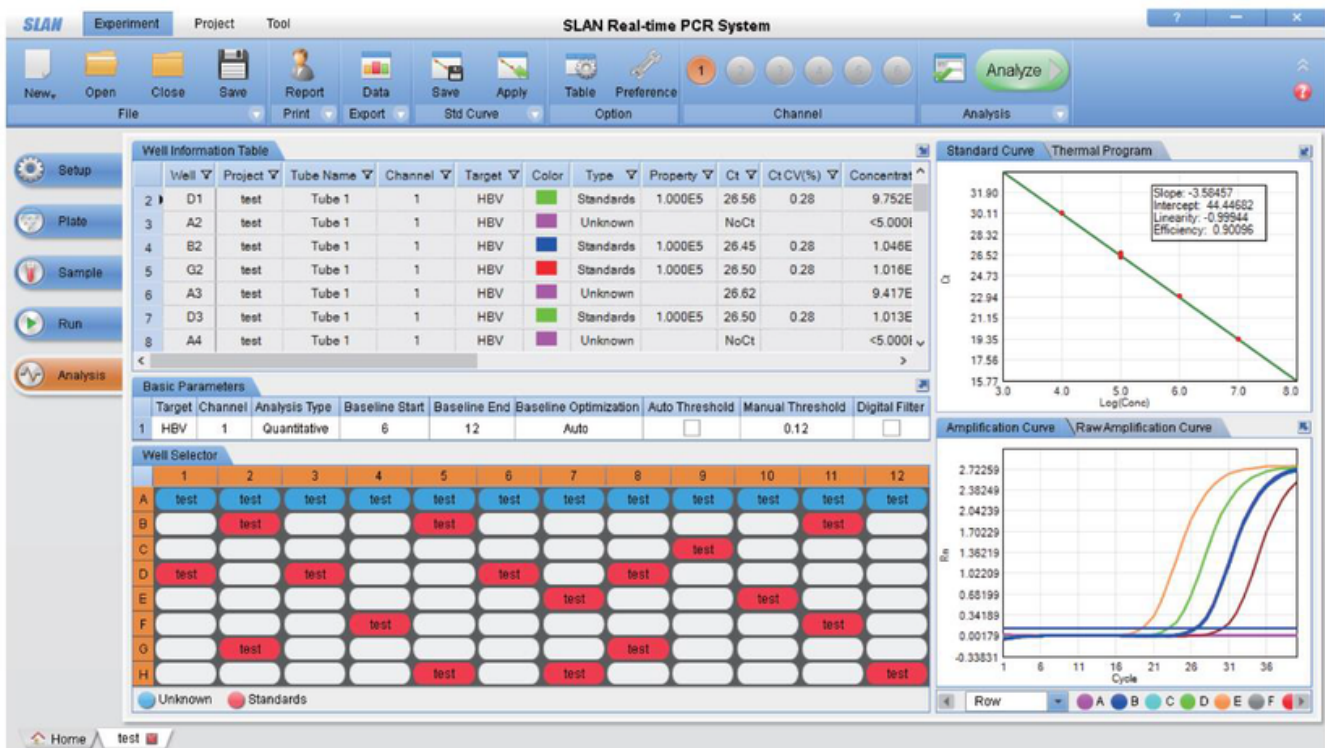 SLAN Experiment Project Tool SLAN Real-time PCR System ?
New Open Close Save Report Data Save Apply Table Preference 1 2 3 4 5 6 Analyze
File Print Export Std Curve Option Channel Analysis
Setup
Plate
Sample
Run
Analysis
Well Information Table
Well Project Tube Name Channel Target Color Type Property Ct Ct CV(%) Concentrat
2 D1 test Tube 1 1 HBV Standards 1.000E5 26.56 0.28 9.752E
3 A2 test Tube 1 1 HBV Unknown NoCt <5.000E
4 B2 test Tube 1 1 HBV Standards 1.000E5 26.45 0.28 1.046E
5 G2 test Tube 1 1 HBV Standards 1.000E5 26.50 0.28 1.016E
6 A3 test Tube 1 1 HBV Unknown 26.62 9.417E
7 D3 test Tube 1 1 HBV Standards 1.000E5 26.50 0.28 1.013E
8 A4 test Tube 1 1 HBV Unknown NoCt <5.000E
Basic Parameters
Target Channel Analysis Type Baseline Start Baseline End Baseline Optimization Auto Threshold Manual Threshold Digital Filter
1 HBV 1 Quantitative 6 12 Auto 0.12
Well Selector
1 2 3 4 5 6 7 8 9 10 11 12
A test test test test test test test test test test test test
B test test test
C test
D test test test test
E test test
F test test
G test test
H test test test
Unknown Standards
Standard Curve Thermal Program
Slope: -3.58457
Intercept: 44.44682
Linearity: -0.99944
Efficiency: 0.90096
31.90
30.11
28.32
26.52
24.73
22.94
21.15
19.35
17.56
15.77
Ct
3.0 4.0 5.0 6.0 7.0 8.0
Log(Conc)
Amplification Curve Raw Amplification Curve
2.72259
2.38249
2.04239
1.70229
1.36219
1.02209
0.68199
0.34189
0.00179
-0.33831
Rn
1 6 11 16 21 26 31 36
Cycle
Row A B C D E F
Home test